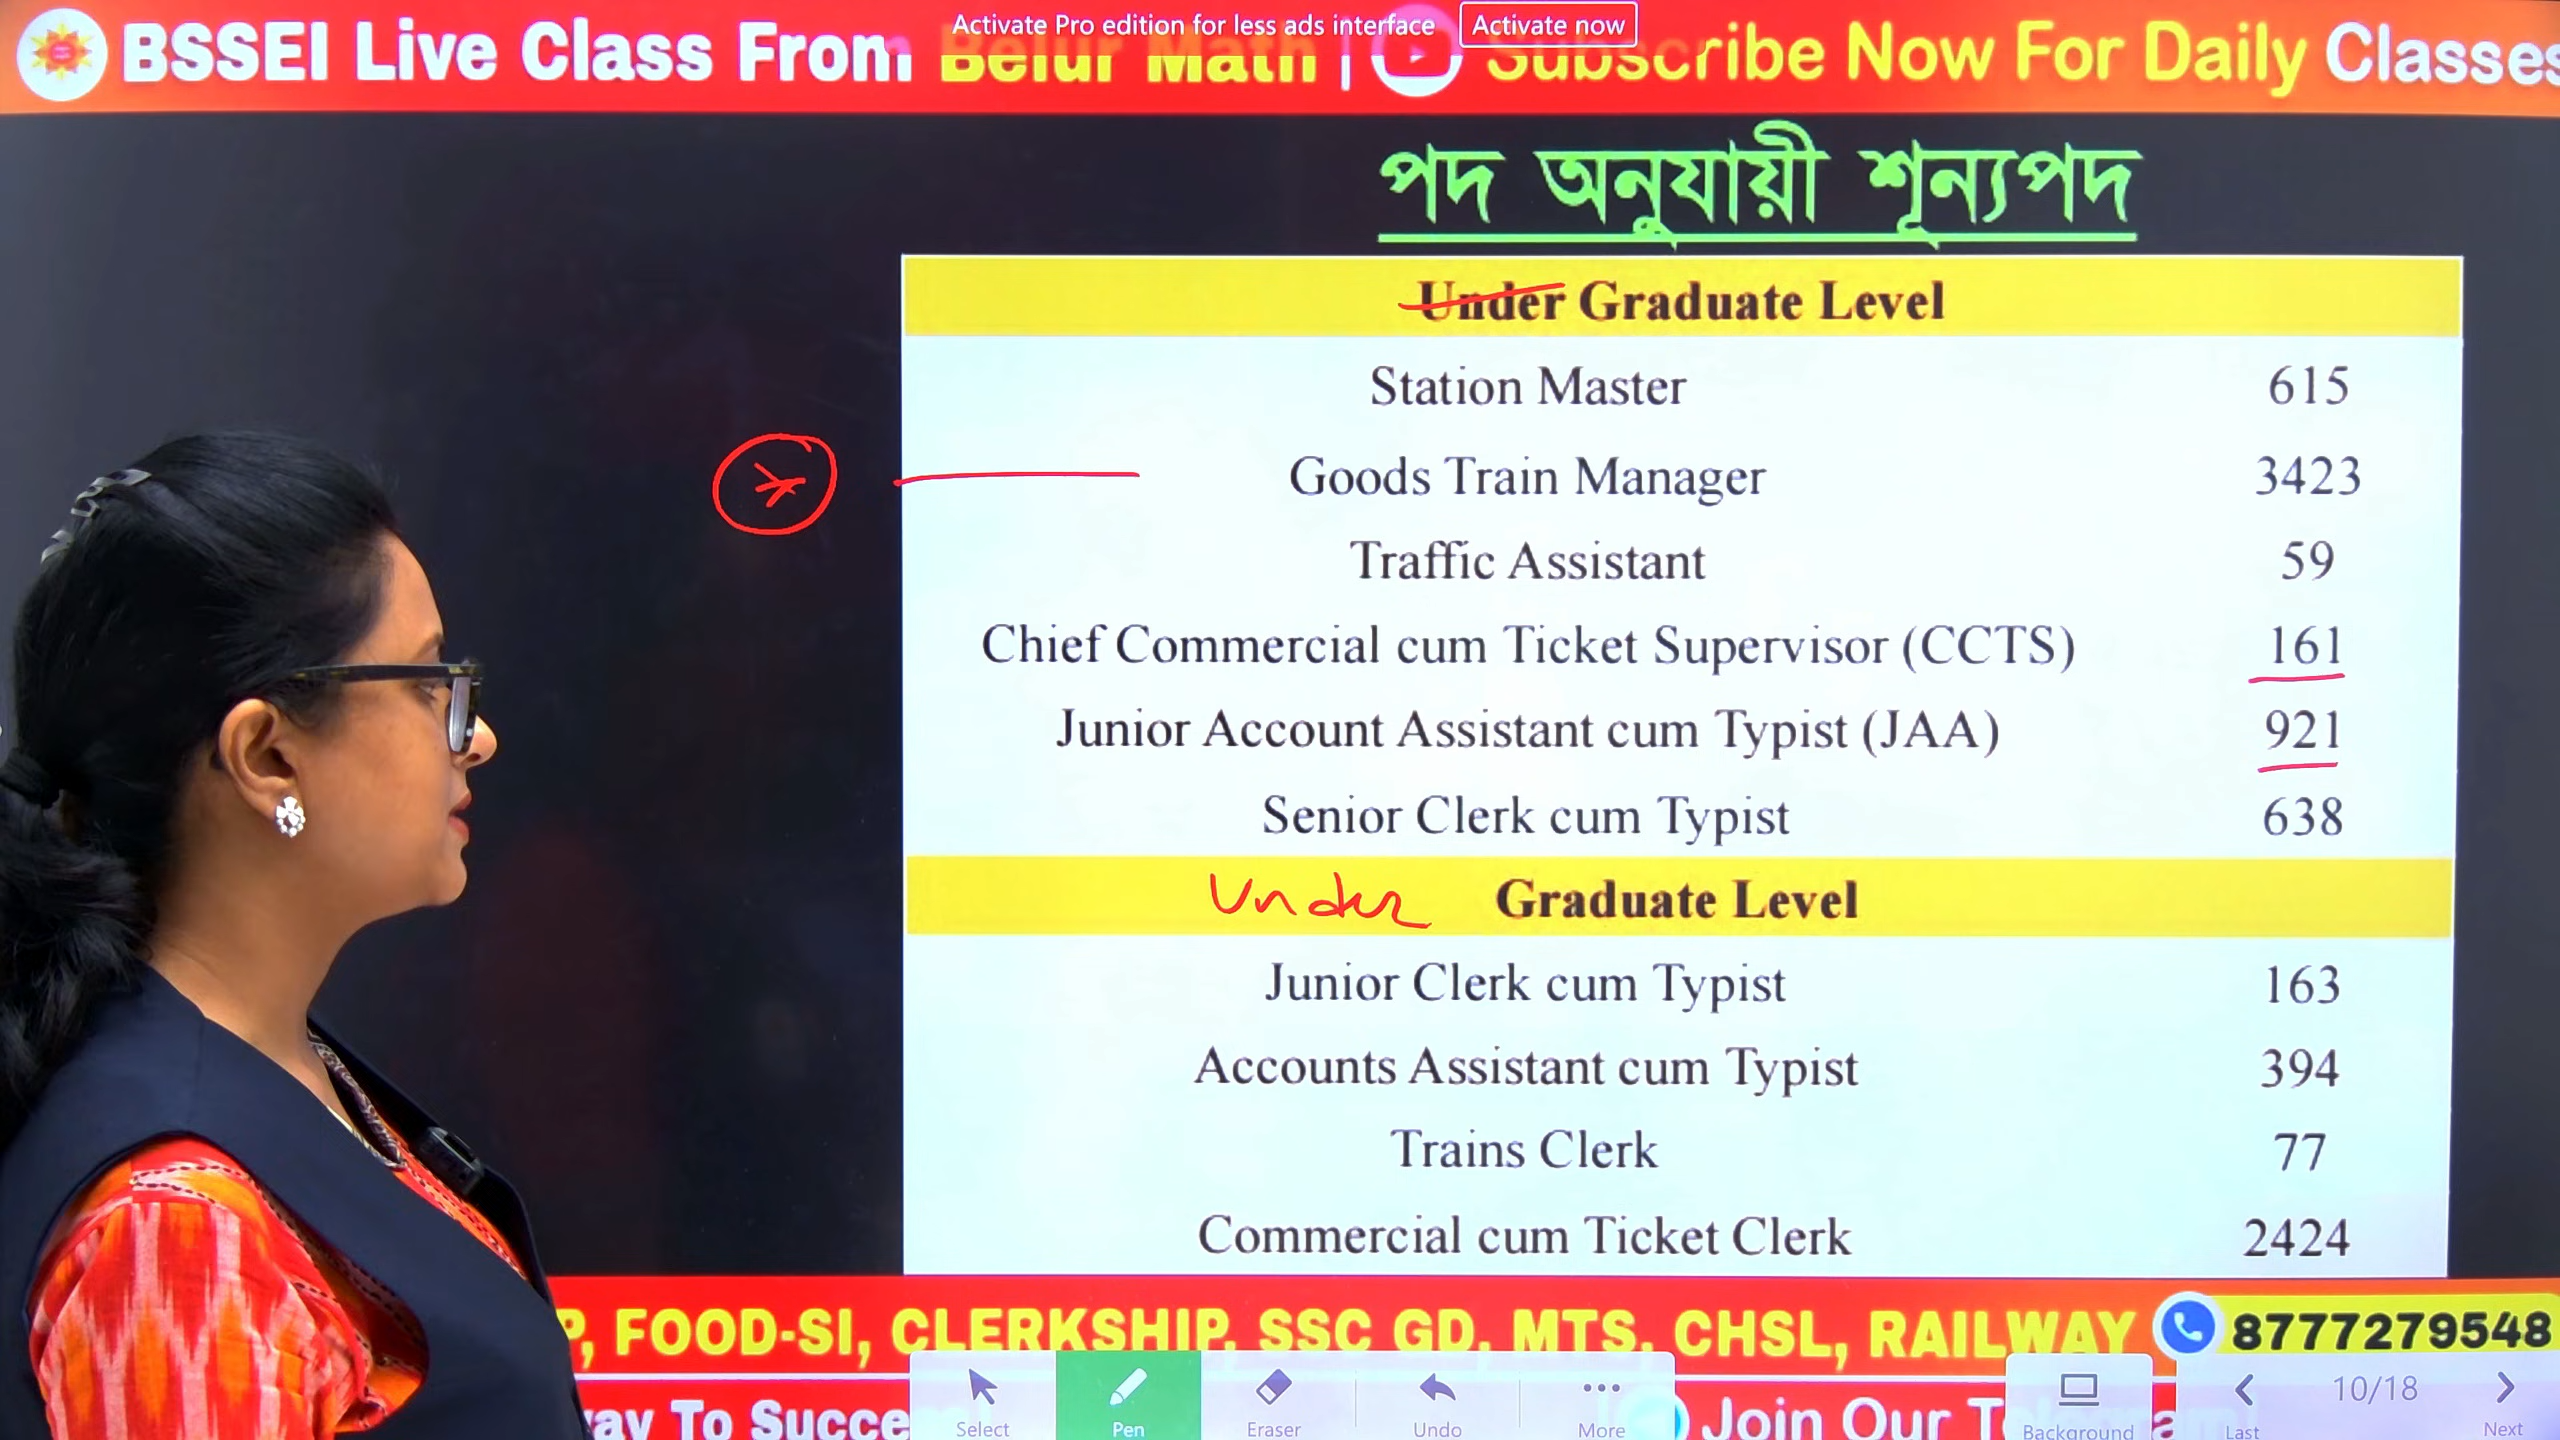 BSSEI Live Class From Belur Math | Subscribe Now For Daily Classes
Activate Pro edition for less ads interface Activate now
পদ অনুযায়ী শূন্যপদ
Under Graduate Level
Station Master 615
Goods Train Manager 3423
Traffic Assistant 59
Chief Commercial cum Ticket Supervisor (CCTS) 161
Junior Account Assistant cum Typist (JAA) 921
Senior Clerk cum Typist 638
Under Graduate Level
Junior Clerk cum Typist 163
Accounts Assistant cum Typist 394
Trains Clerk 77
Commercial cum Ticket Clerk 2424
P, FOOD-SI, CLERKSHIP, SSC GD, MTS, CHSL, RAILWAY 8777279548
To Join Our
Select Pen Eraser Undo More Background Last 10/18 Next